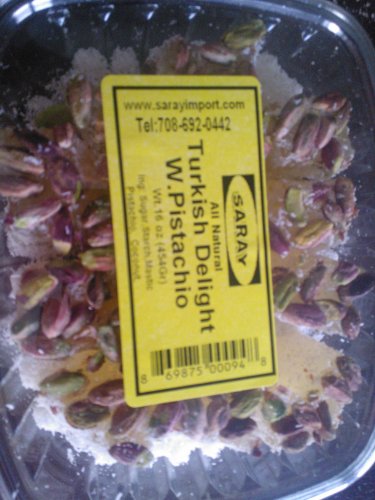 www.sarayimport.com
Tel:708-692-0442
SARAY
All Natural
Turkish Delight
W.Pistachio
Wt. 16 oz (454Gr)
Ing: Sugar, Starch, Mastic
Pistachio, Coconut
8 69875 00094 8